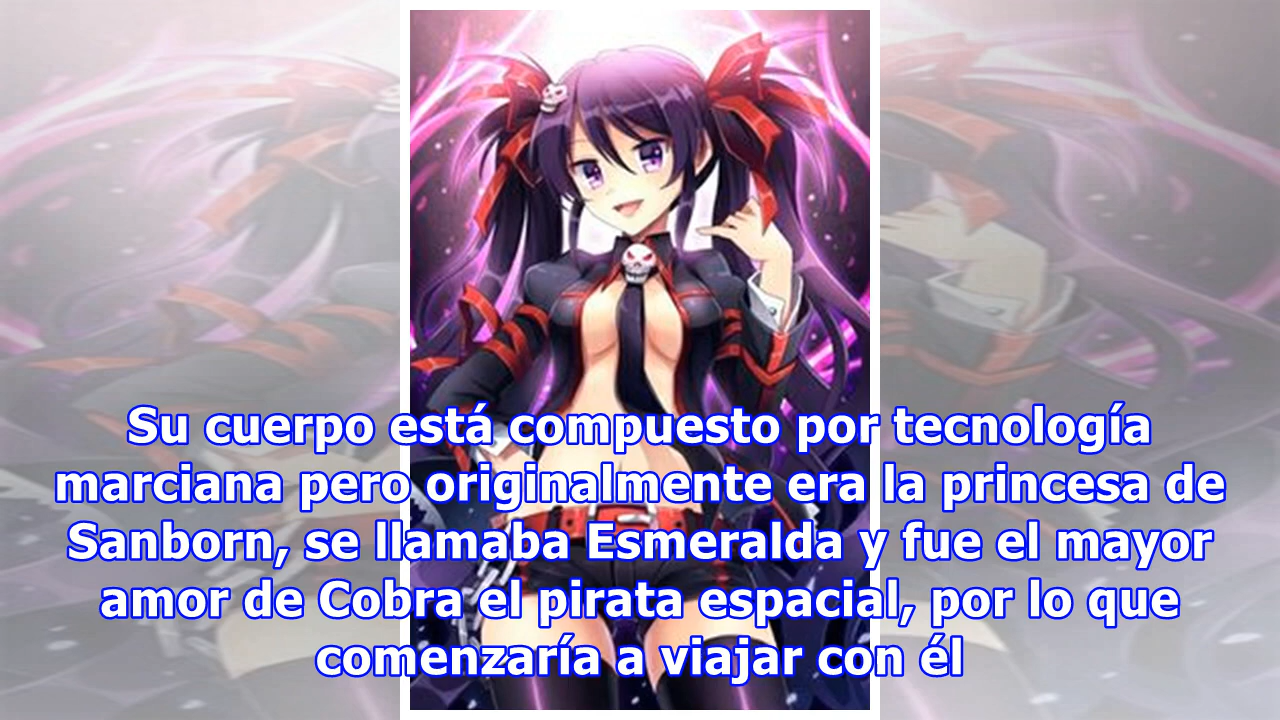 Su cuerpo está compuesto por tecnología
marciana pero originalmente era la princesa de
Sanborn, se llamaba Esmeralda y fue el mayor
amor de Cobra el pirata espacial, por lo que
comenzaría a viajar con él